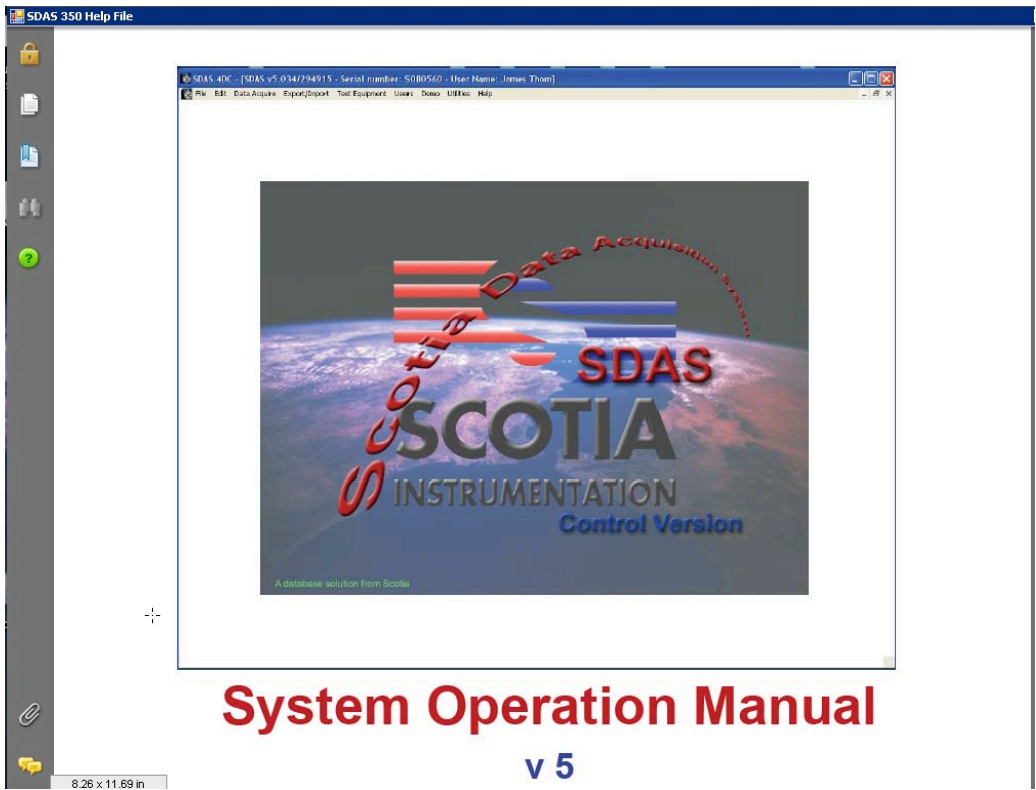 SDAS 350 Help File
SDAS.4DC - [SDAS v5.034/294915 - Serial number: S080560 - User Name: James Thom]
File Edit Data Acquire Export/Import Test Equipment Users Demo Utilities Help
Scotia Data Acquisition System
SDAS
SCOTIA
INSTRUMENTATION
Control Version
A database solution from Scotia
System Operation Manual
v 5
8.26 x 11.69 in